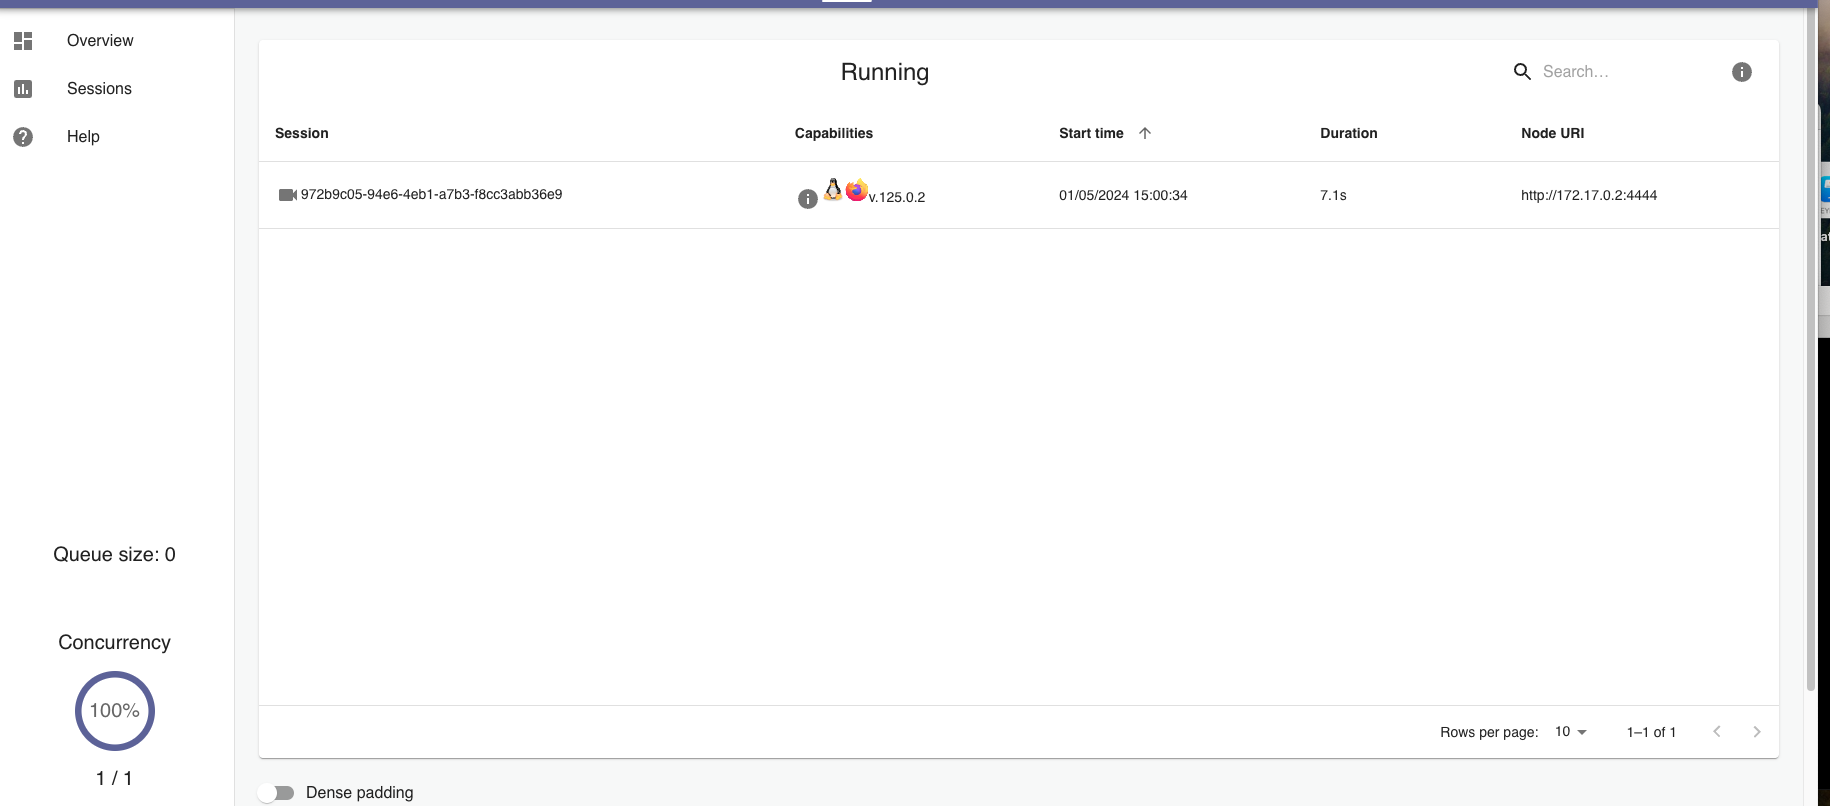 Overview
Sessions
Help
Queue size: 0
Concurrency
100%
1 / 1
Running
Search…
Session Capabilities Start time Duration Node URI
972b9c05-94e6-4eb1-a7b3-f8cc3abb36e9 v.125.0.2 01/05/2024 15:00:34 7.1s http://172.17.0.2:4444
Rows per page: 10 1–1 of 1
Dense padding